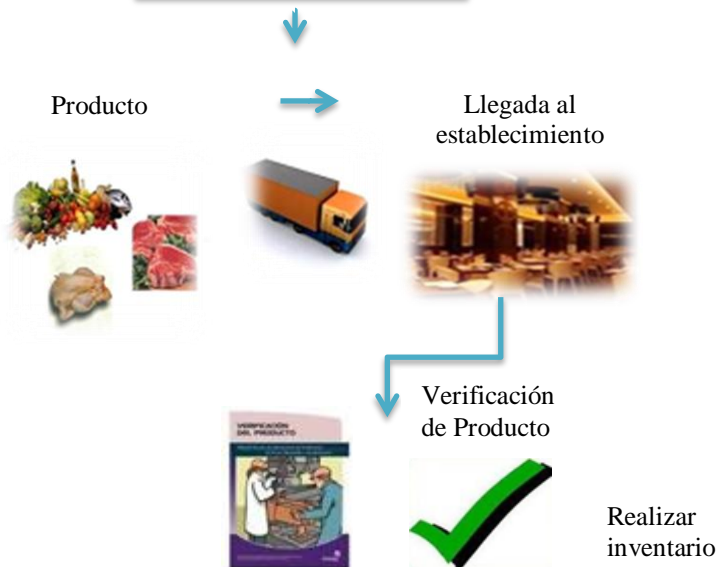 Producto
Llegada al
establecimiento
Verificación
de Producto
VERIFICACIÓN
DEL PRODUCTO
Realizar
inventario